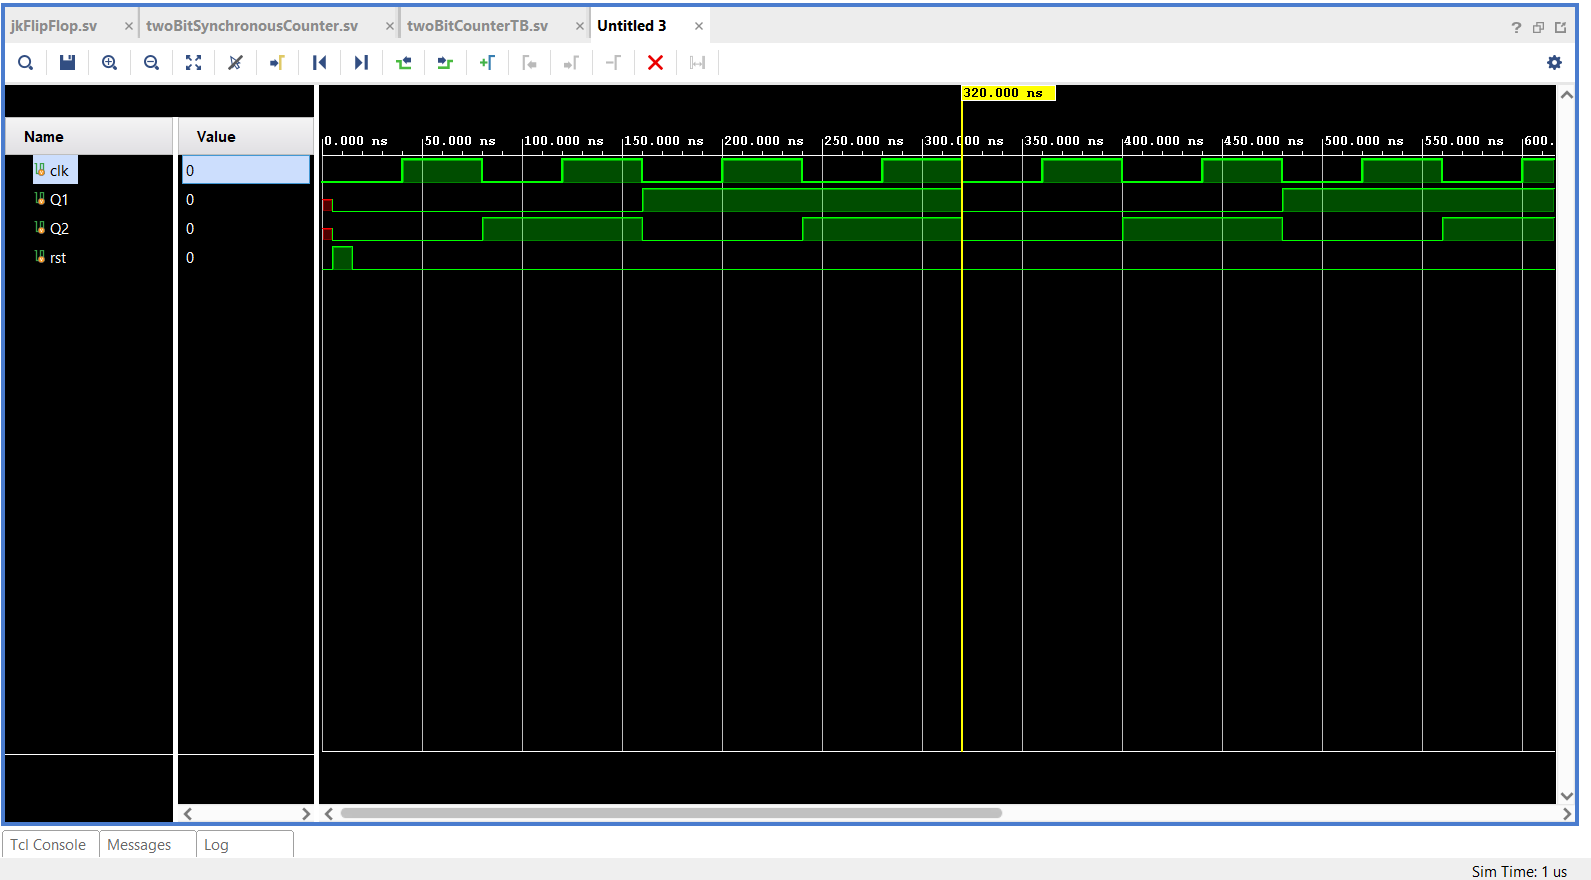 jkFlipFlop.sv × twoBitSynchronousCounter.sv × twoBitCounterTB.sv × Untitled 3 × ?
320.000 ns
Name Value
0.000 ns 50.000 ns 100.000 ns 150.000 ns 200.000 ns 250.000 ns 300.000 ns 350.000 ns 400.000 ns 450.000 ns 500.000 ns 550.000 ns 600.
clk 0
Q1 0
Q2 0
rst 0
Tcl Console Messages Log
Sim Time: 1 us